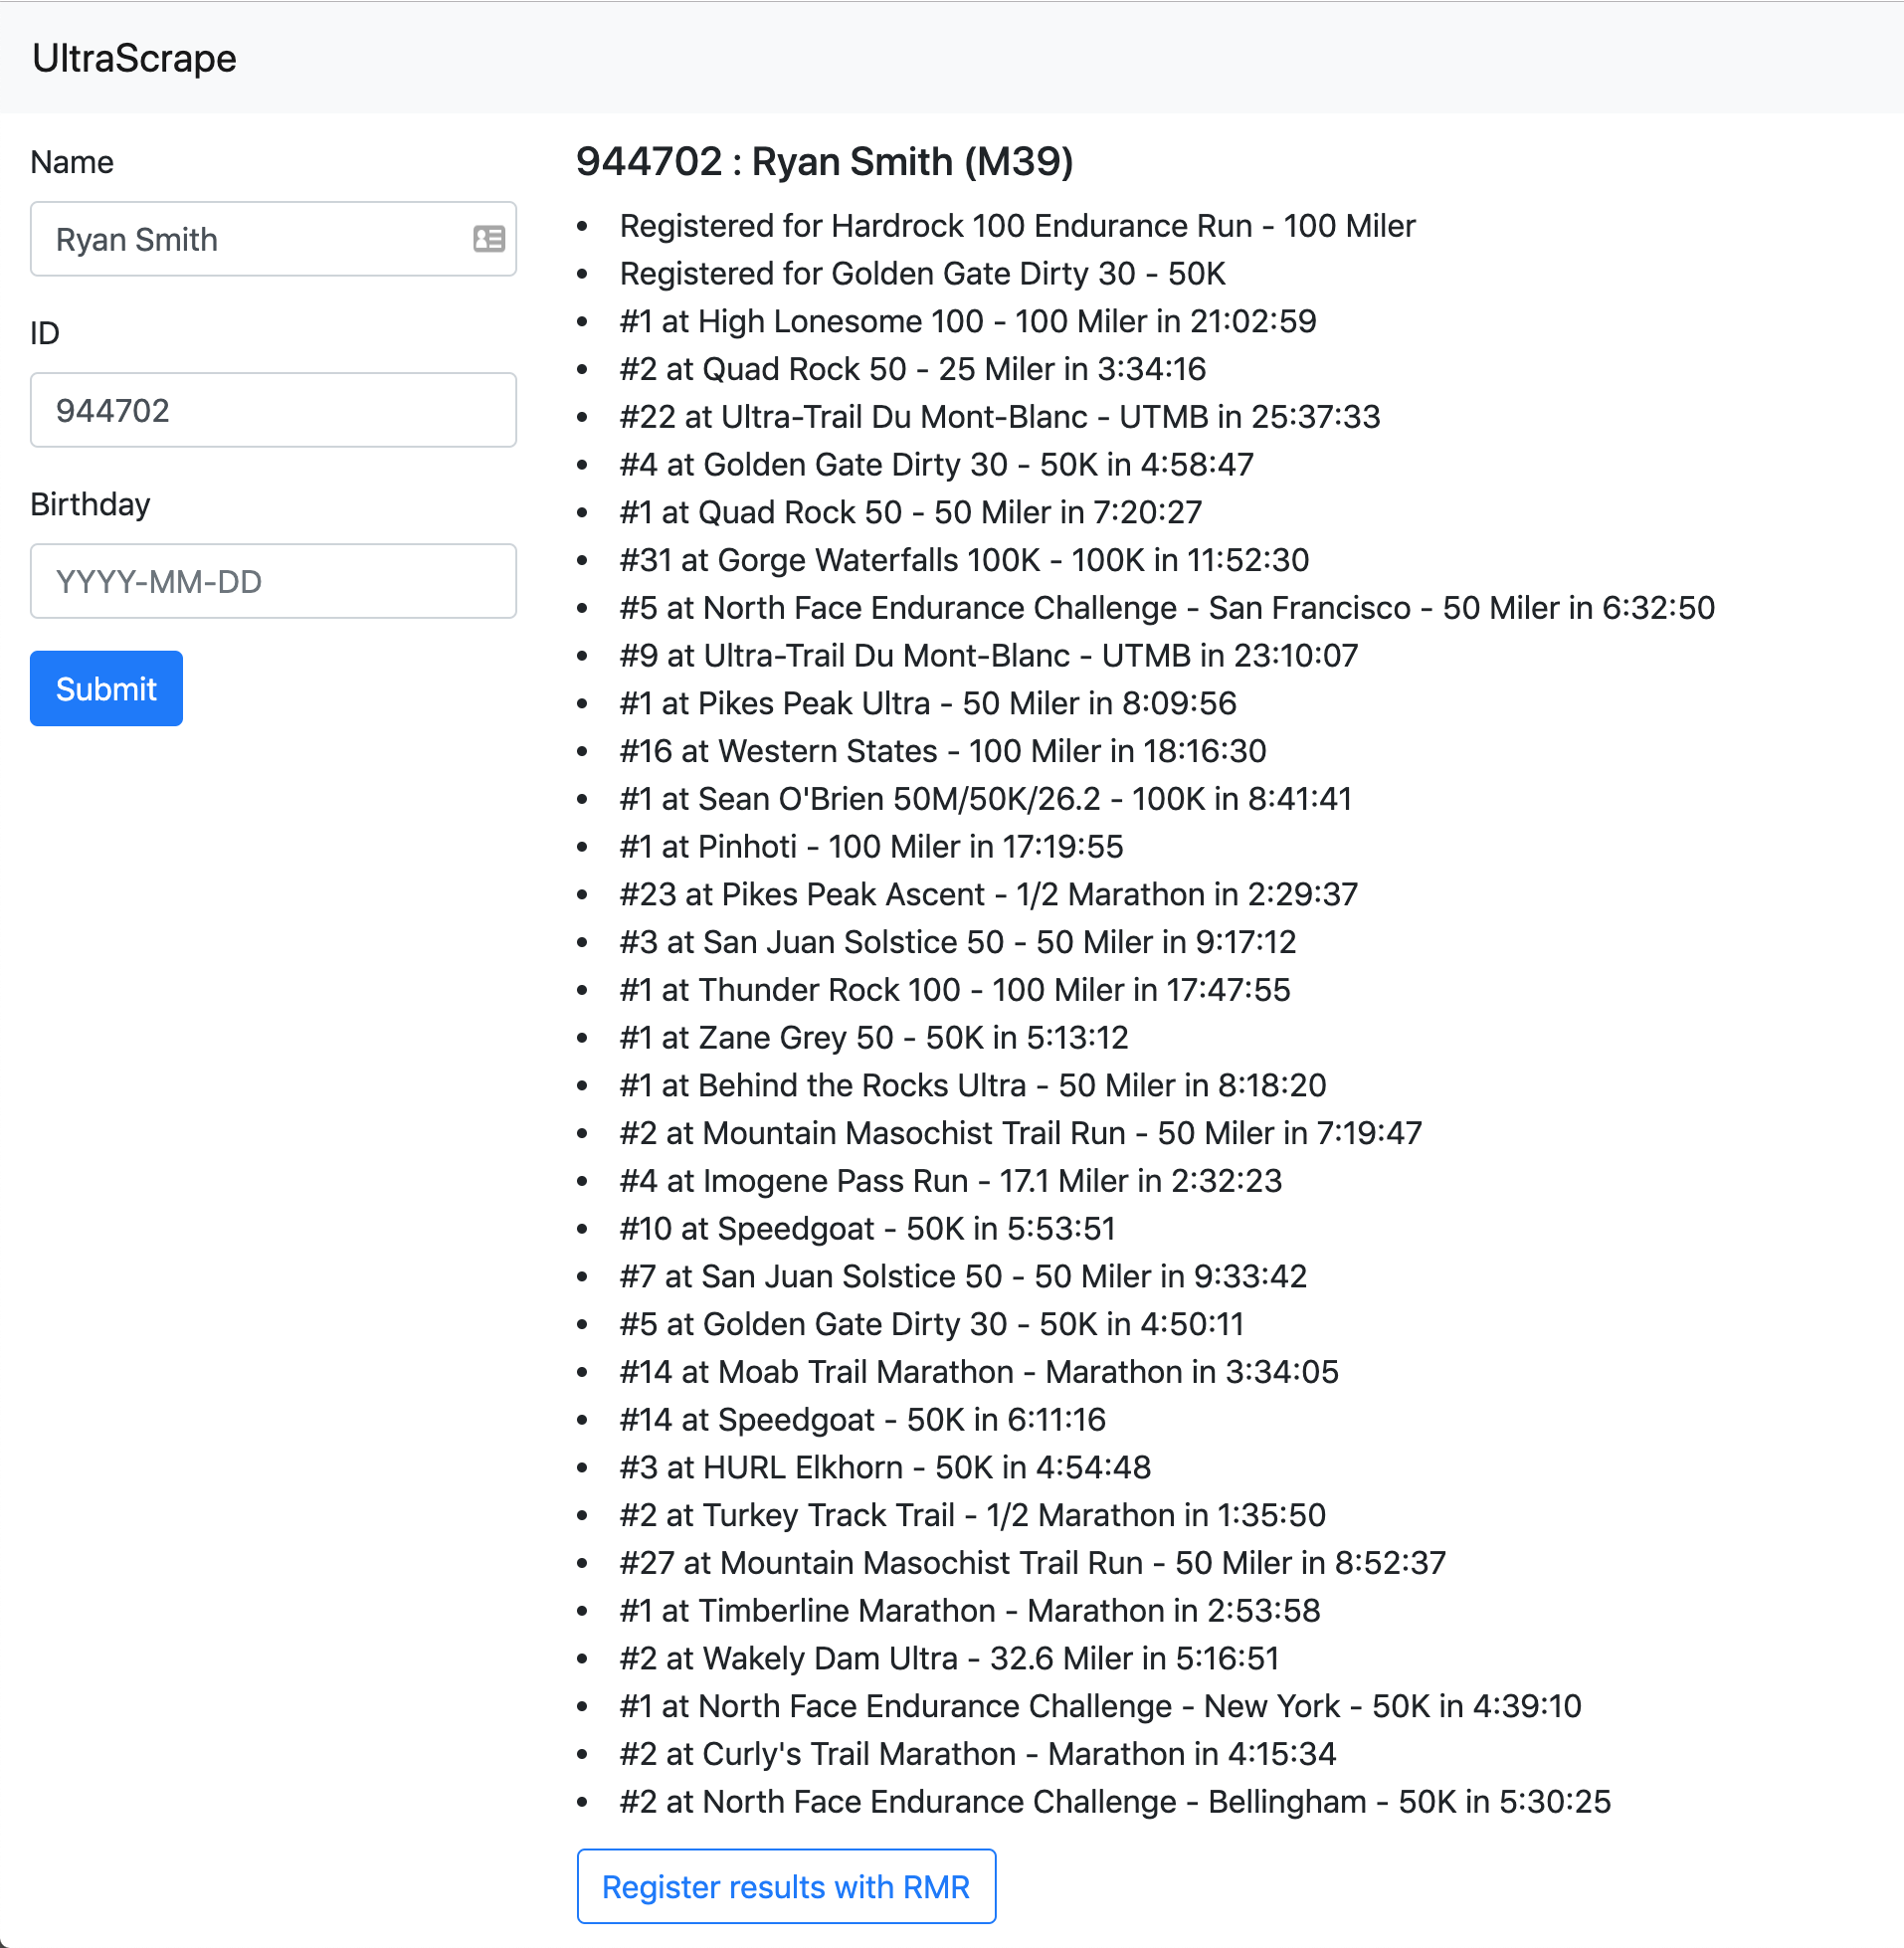 UltraScrape
Name
Ryan Smith
ID
944702
Birthday
YYYY-MM-DD
Submit
944702 : Ryan Smith (M39)
• Registered for Hardrock 100 Endurance Run - 100 Miler
• Registered for Golden Gate Dirty 30 - 50K
• #1 at High Lonesome 100 - 100 Miler in 21:02:59
• #2 at Quad Rock 50 - 25 Miler in 3:34:16
• #22 at Ultra-Trail Du Mont-Blanc - UTMB in 25:37:33
• #4 at Golden Gate Dirty 30 - 50K in 4:58:47
• #1 at Quad Rock 50 - 50 Miler in 7:20:27
• #31 at Gorge Waterfalls 100K - 100K in 11:52:30
• #5 at North Face Endurance Challenge - San Francisco - 50 Miler in 6:32:50
• #9 at Ultra-Trail Du Mont-Blanc - UTMB in 23:10:07
• #1 at Pikes Peak Ultra - 50 Miler in 8:09:56
• #16 at Western States - 100 Miler in 18:16:30
• #1 at Sean O'Brien 50M/50K/26.2 - 100K in 8:41:41
• #1 at Pinhoti - 100 Miler in 17:19:55
• #23 at Pikes Peak Ascent - 1/2 Marathon in 2:29:37
• #3 at San Juan Solstice 50 - 50 Miler in 9:17:12
• #1 at Thunder Rock 100 - 100 Miler in 17:47:55
• #1 at Zane Grey 50 - 50K in 5:13:12
• #1 at Behind the Rocks Ultra - 50 Miler in 8:18:20
• #2 at Mountain Masochist Trail Run - 50 Miler in 7:19:47
• #4 at Imogene Pass Run - 17.1 Miler in 2:32:23
• #10 at Speedgoat - 50K in 5:53:51
• #7 at San Juan Solstice 50 - 50 Miler in 9:33:42
• #5 at Golden Gate Dirty 30 - 50K in 4:50:11
• #14 at Moab Trail Marathon - Marathon in 3:34:05
• #14 at Speedgoat - 50K in 6:11:16
• #3 at HURL Elkhorn - 50K in 4:54:48
• #2 at Turkey Track Trail - 1/2 Marathon in 1:35:50
• #27 at Mountain Masochist Trail Run - 50 Miler in 8:52:37
• #1 at Timberline Marathon - Marathon in 2:53:58
• #2 at Wakely Dam Ultra - 32.6 Miler in 5:16:51
• #1 at North Face Endurance Challenge - New York - 50K in 4:39:10
• #2 at Curly's Trail Marathon - Marathon in 4:15:34
• #2 at North Face Endurance Challenge - Bellingham - 50K in 5:30:25
Register results with RMR